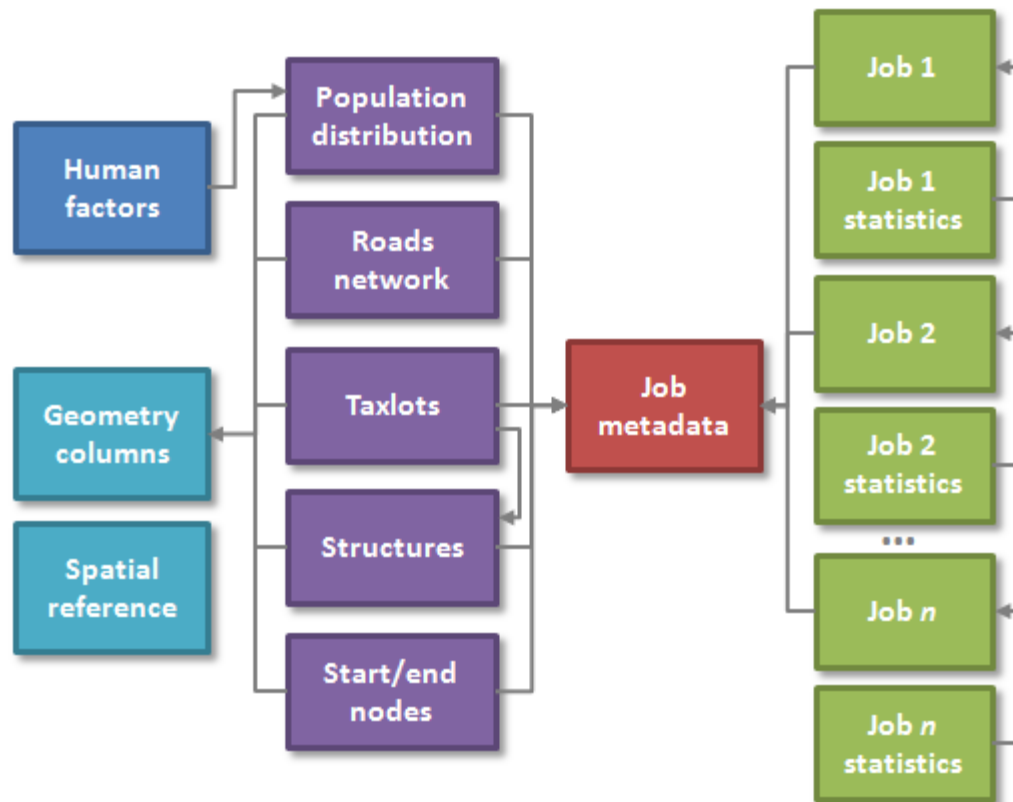 Human
factors
Geometry
columns
Spatial
reference
Population
distribution
Roads
network
Taxlots
Structures
Start/end
nodes
Job
metadata
Job 1
Job 1
statistics
Job 2
Job 2
statistics
...
Job n
Job n
statistics